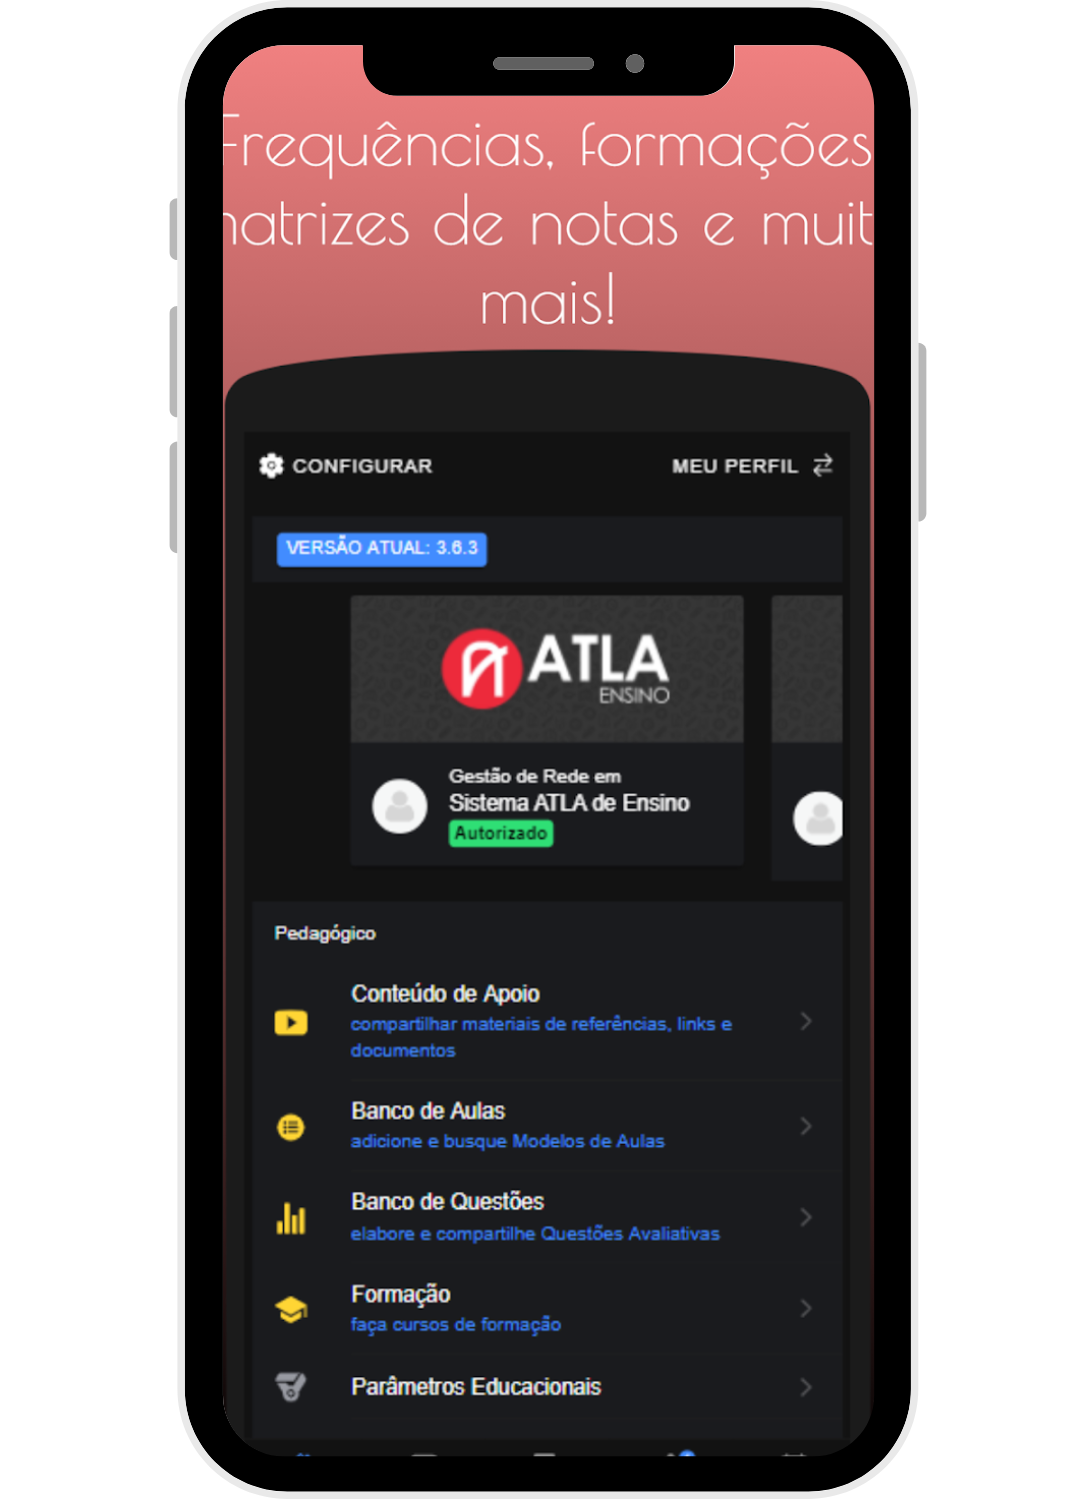 Frequências, formações
matrizes de notas e muit
mais!
CONFIGURAR
MEU PERFIL
VERSÃO ATUAL: 3.6.3
ATLA
ENSINO
Gestão de Rede em
Sistema ATLA de Ensino
Autorizado
Pedagógico
Conteúdo de Apoio
compartilhar materiais de referências, links e
documentos
Banco de Aulas
adicione e busque Modelos de Aulas
Banco de Questões
elabore e compartilhe Questões Avaliativas
Formação
faça cursos de formação
Parâmetros Educacionais